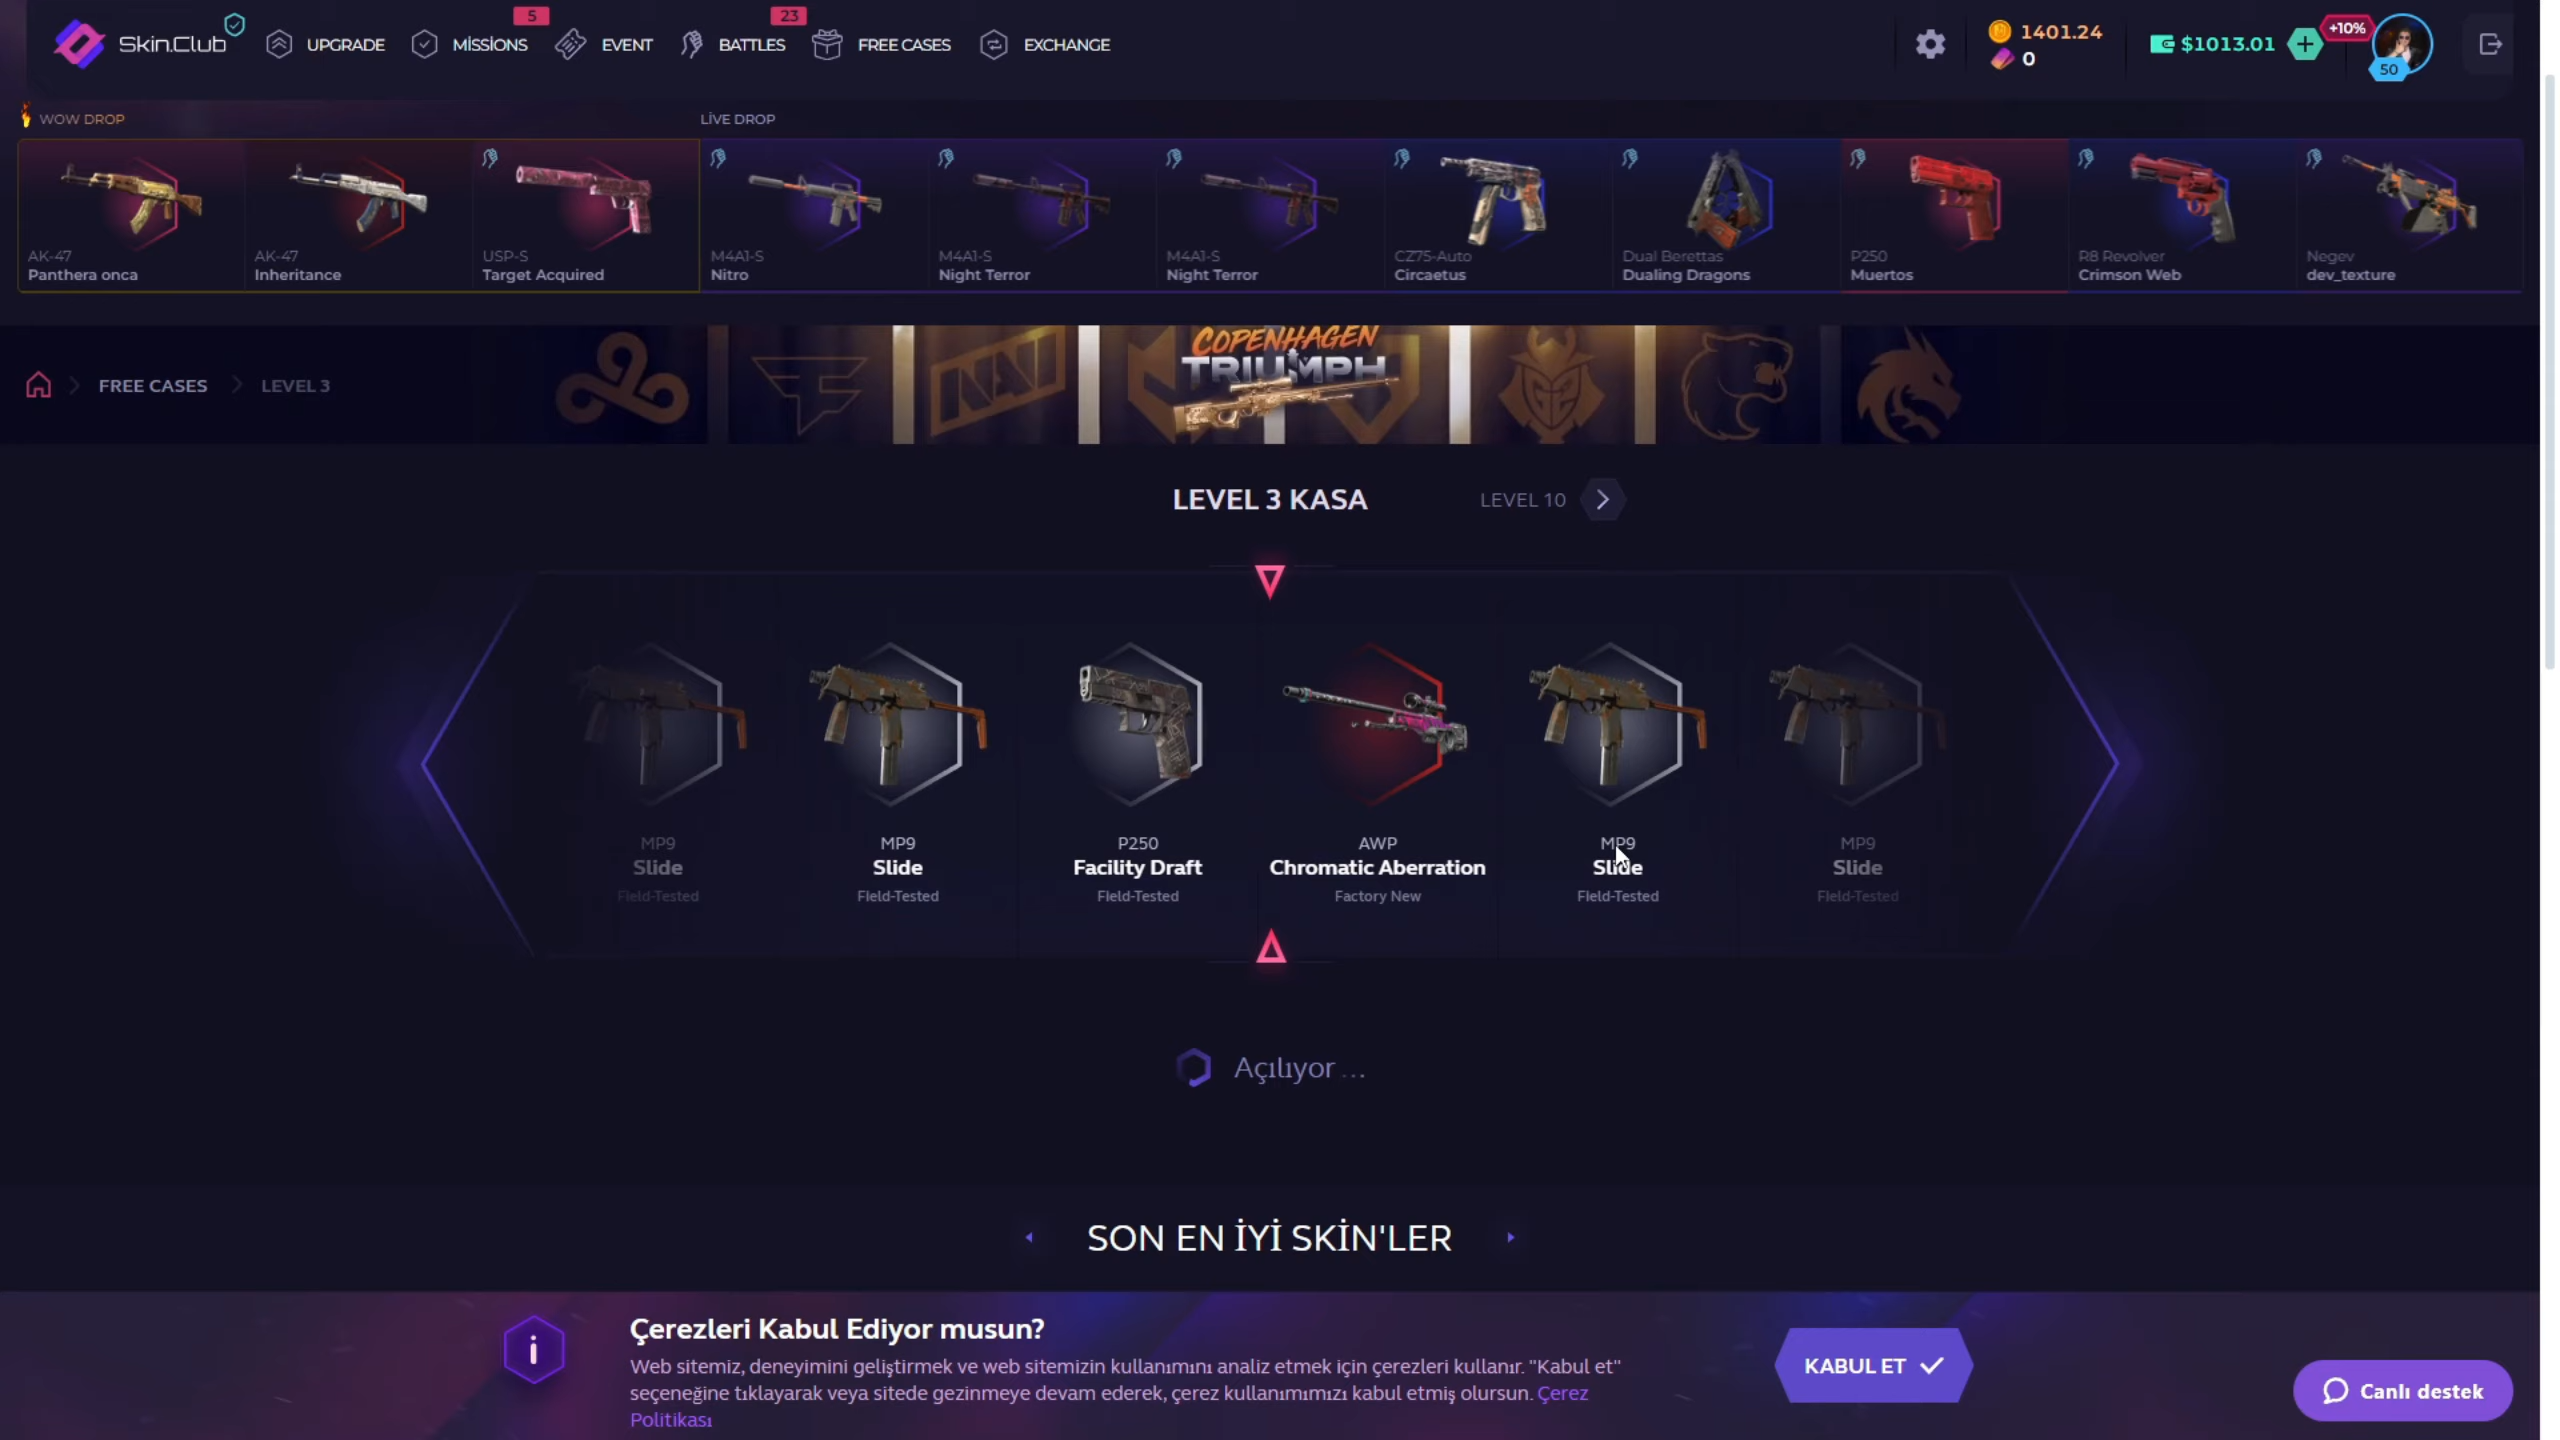 Skin.Club
UPGRADE
5
MİSSİONS
EVENT
23
BATTLES
FREE CASES
EXCHANGE
1401.24
0
$1013.01
+10%
50
WOW DROP
LİVE DROP
AK-47
Panthera onca
AK-47
Inheritance
USP-S
Target Acquired
M4A1-S
Nitro
M4A1-S
Night Terror
M4A1-S
Night Terror
CZ75-Auto
Circaetus
Dual Berettas
Dualing Dragons
P250
Muertos
R8 Revolver
Crimson Web
Negev
dev_texture
FREE CASES
LEVEL 3
COPENHAGEN
TRIUMPH
NAVI
LEVEL 3 KASA
LEVEL 10
MP9
Slide
Field-Tested
MP9
Slide
Field-Tested
P250
Facility Draft
Field-Tested
AWP
Chromatic Aberration
Factory New
MP9
Slide
Field-Tested
MP9
Slide
Field-Tested
Açılıyor ...
SON EN İYİ SKİN'LER
Çerezleri Kabul Ediyor musun?
Web sitemiz, deneyimini geliştirmek ve web sitemizin kullanımını analiz etmek için çerezleri kullanır. "Kabul et"
seçeneğine tıklayarak veya sitede gezinmeye devam ederek, çerez kullanımımızı kabul etmiş olursun. Çerez
Politikası
KABUL ET
Canlı destek